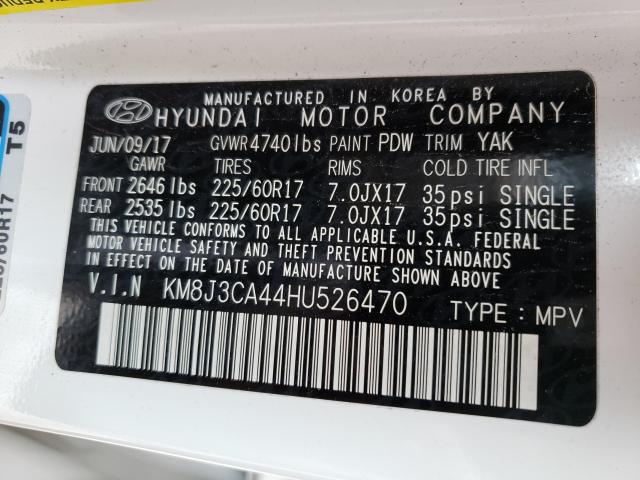 MANUFACTURED IN KOREA BY
HYUNDAI MOTOR COMPANY
JUN/09/17 GVWR 4740lbs PAINT PDW TRIM YAK
GAWR TIRES RIMS COLD TIRE INFL
FRONT 2646 lbs 225/60R17 7.0JX17 35 psi SINGLE
REAR 2535 lbs 225/60R17 7.0JX17 35 psi SINGLE
THIS VEHICLE CONFORMS TO ALL APPLICABLE U.S.A. FEDERAL
MOTOR VEHICLE SAFETY AND THEFT PREVENTION STANDARDS
IN EFFECT ON THE DATE OF MANUFACTURE SHOWN ABOVE.
V.I.N KM8J3CA44HU526470 TYPE : MPV
T5